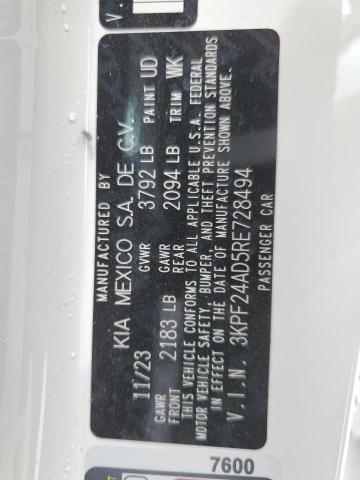 MANUFACTURED BY
KIA MEXICO S.A. DE C.V.
11/23 GVWR 3792 LB PAINT UD
GAWR FRONT 2183 LB GAWR REAR 2094 LB TRIM WK
THIS VEHICLE CONFORMS TO ALL APPLICABLE U.S.A. FEDERAL
MOTOR VEHICLE SAFETY, BUMPER, AND THEFT PREVENTION STANDARDS
IN EFFECT ON THE DATE OF MANUFACTURE SHOWN ABOVE.
V.I.N. 3KPF24AD5RE728494
PASSENGER CAR
7600
V.